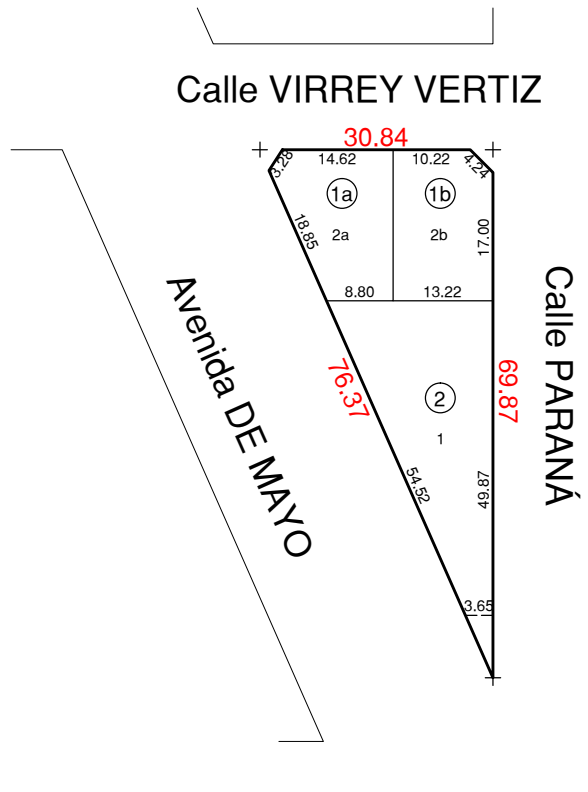 Calle VIRREY VERTIZ
30.84
3.28
14.62
10.22
4.24
1a
1b
2a
2b
18.85
17.00
8.80
13.22
Avenida DE MAYO
Calle PARANÁ
76.37
69.87
2
1
54.52
49.87
3.65